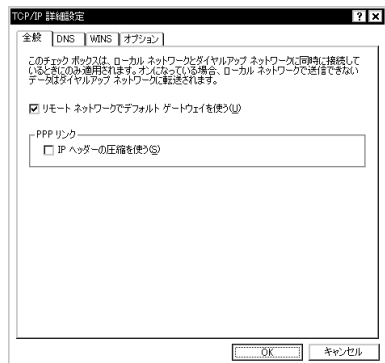 TCP/IP 詳細設定
全般 DNS WINS オプション
このチェック ボックスは、ローカル ネットワークとダイヤルアップ ネットワークに同時に接続して
いるときにのみ適用されます。オンになっている場合、ローカル ネットワークで送信できない
データはダイヤルアップ ネットワークに転送されます。
リモート ネットワークでデフォルト ゲートウェイを使う(U)
PPP リンク
IP ヘッダーの圧縮を使う(S)
OK キャンセル